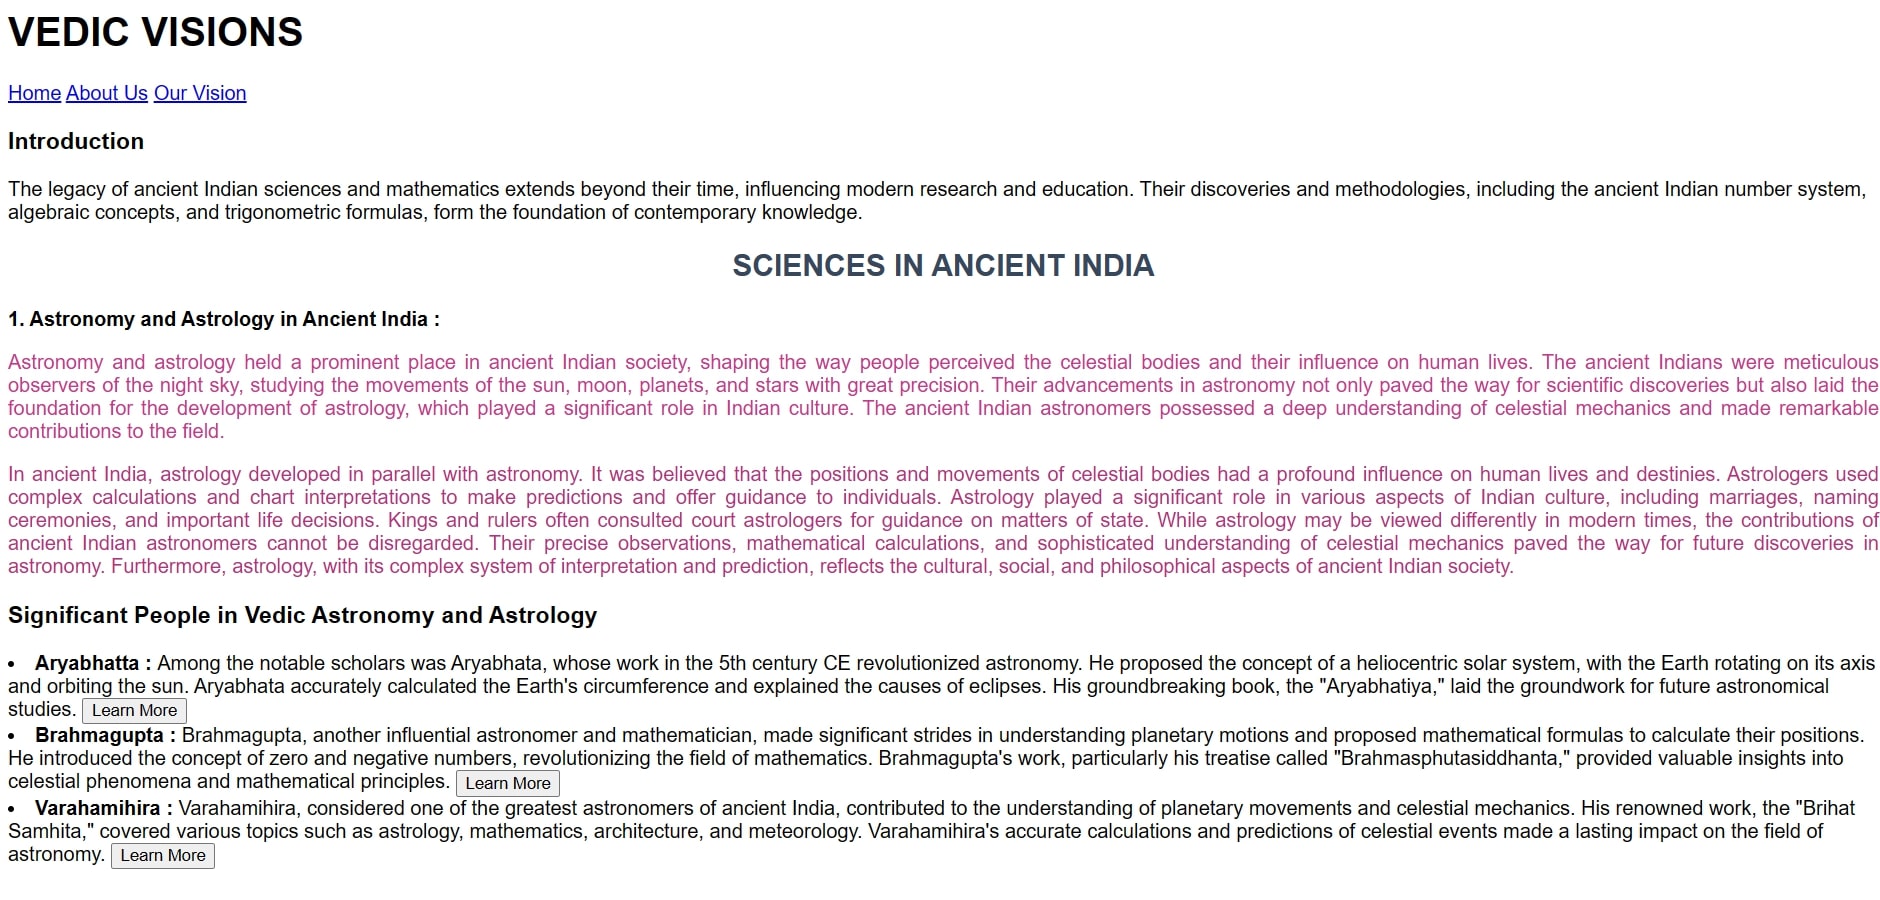 VEDIC VISIONS
Home About Us Our Vision
Introduction
The legacy of ancient Indian sciences and mathematics extends beyond their time, influencing modern research and education. Their discoveries and methodologies, including the ancient Indian number system,
algebraic concepts, and trigonometric formulas, form the foundation of contemporary knowledge.
SCIENCES IN ANCIENT INDIA
1. Astronomy and Astrology in Ancient India :
Astronomy and astrology held a prominent place in ancient Indian society, shaping the way people perceived the celestial bodies and their influence on human lives. The ancient Indians were meticulous
observers of the night sky, studying the movements of the sun, moon, planets, and stars with great precision. Their advancements in astronomy not only paved the way for scientific discoveries but also laid the
foundation for the development of astrology, which played a significant role in Indian culture. The ancient Indian astronomers possessed a deep understanding of celestial mechanics and made remarkable
contributions to the field.
In ancient India, astrology developed in parallel with astronomy. It was believed that the positions and movements of celestial bodies had a profound influence on human lives and destinies. Astrologers used
complex calculations and chart interpretations to make predictions and offer guidance to individuals. Astrology played a significant role in various aspects of Indian culture, including marriages, naming
ceremonies, and important life decisions. Kings and rulers often consulted court astrologers for guidance on matters of state. While astrology may be viewed differently in modern times, the contributions of
ancient Indian astronomers cannot be disregarded. Their precise observations, mathematical calculations, and sophisticated understanding of celestial mechanics paved the way for future discoveries in
astronomy. Furthermore, astrology, with its complex system of interpretation and prediction, reflects the cultural, social, and philosophical aspects of ancient Indian society.
Significant People in Vedic Astronomy and Astrology
• Aryabhatta : Among the notable scholars was Aryabhata, whose work in the 5th century CE revolutionized astronomy. He proposed the concept of a heliocentric solar system, with the Earth rotating on its axis
and orbiting the sun. Aryabhata accurately calculated the Earth's circumference and explained the causes of eclipses. His groundbreaking book, the "Aryabhatiya," laid the groundwork for future astronomical
studies. Learn More
• Brahmagupta : Brahmagupta, another influential astronomer and mathematician, made significant strides in understanding planetary motions and proposed mathematical formulas to calculate their positions.
He introduced the concept of zero and negative numbers, revolutionizing the field of mathematics. Brahmagupta's work, particularly his treatise called "Brahmasphutasiddhanta," provided valuable insights into
celestial phenomena and mathematical principles. Learn More
• Varahamihira : Varahamihira, considered one of the greatest astronomers of ancient India, contributed to the understanding of planetary movements and celestial mechanics. His renowned work, the "Brihat
Samhita," covered various topics such as astrology, mathematics, architecture, and meteorology. Varahamihira's accurate calculations and predictions of celestial events made a lasting impact on the field of
astronomy. Learn More